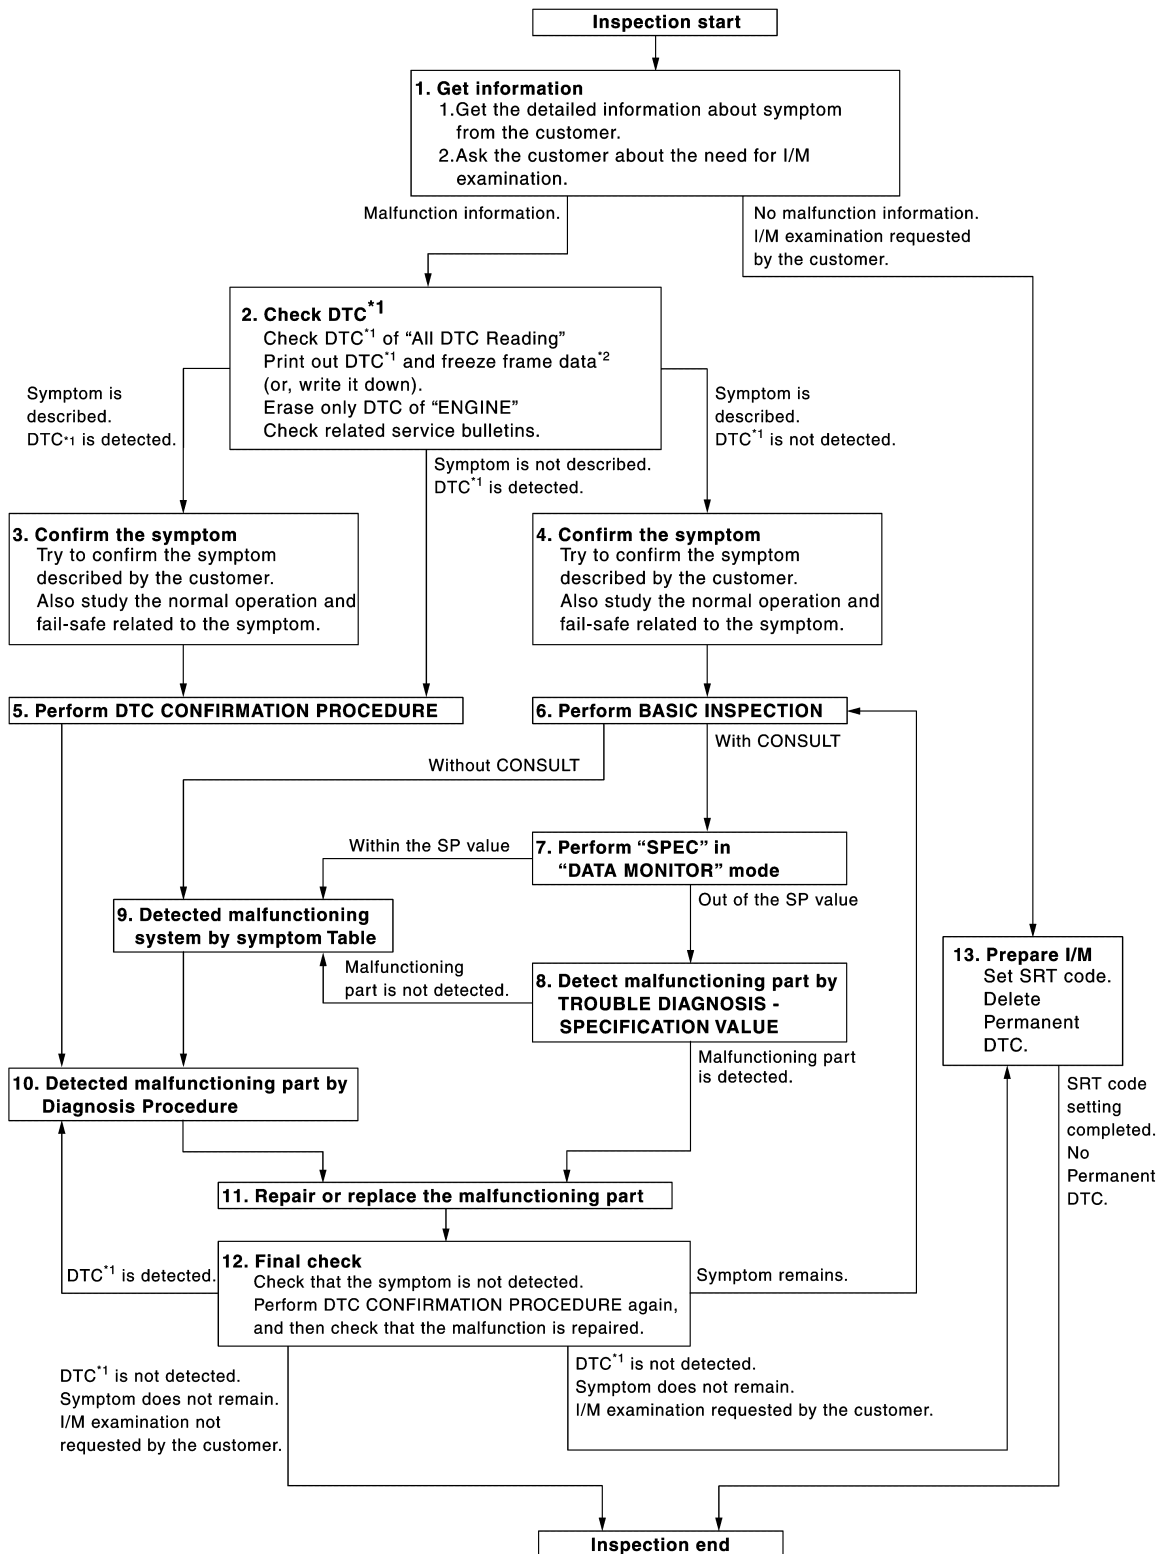 Inspection start
1. Get information
1.Get the detailed information about symptom
from the customer.
2.Ask the customer about the need for I/M
examination.
Malfunction information.
No malfunction information.
I/M examination requested
by the customer.
2. Check DTC*1
Check DTC*1 of “All DTC Reading”
Print out DTC*1 and freeze frame data*2
(or, write it down).
Erase only DTC of “ENGINE”
Check related service bulletins.
Symptom is
described.
DTC*1 is detected.
Symptom is
described.
DTC*1 is not detected.
Symptom is not described.
DTC*1 is detected.
3. Confirm the symptom
Try to confirm the symptom
described by the customer.
Also study the normal operation and
fail-safe related to the symptom.
4. Confirm the symptom
Try to confirm the symptom
described by the customer.
Also study the normal operation and
fail-safe related to the symptom.
5. Perform DTC CONFIRMATION PROCEDURE
6. Perform BASIC INSPECTION
With CONSULT
Without CONSULT
Within the SP value
7. Perform “SPEC” in
“DATA MONITOR” mode
Out of the SP value
9. Detected malfunctioning
system by symptom Table
Malfunctioning
part is not detected.
8. Detect malfunctioning part by
TROUBLE DIAGNOSIS -
SPECIFICATION VALUE
13. Prepare I/M
Set SRT code.
Delete
Permanent
DTC.
Malfunctioning part
is detected.
10. Detected malfunctioning part by
Diagnosis Procedure
SRT code
setting
completed.
No
Permanent
DTC.
11. Repair or replace the malfunctioning part
12. Final check
Check that the symptom is not detected.
Perform DTC CONFIRMATION PROCEDURE again,
and then check that the malfunction is repaired.
DTC*1 is detected.
Symptom remains.
DTC*1 is not detected.
Symptom does not remain.
I/M examination not
requested by the customer.
DTC*1 is not detected.
Symptom does not remain.
I/M examination requested by the customer.
Inspection end